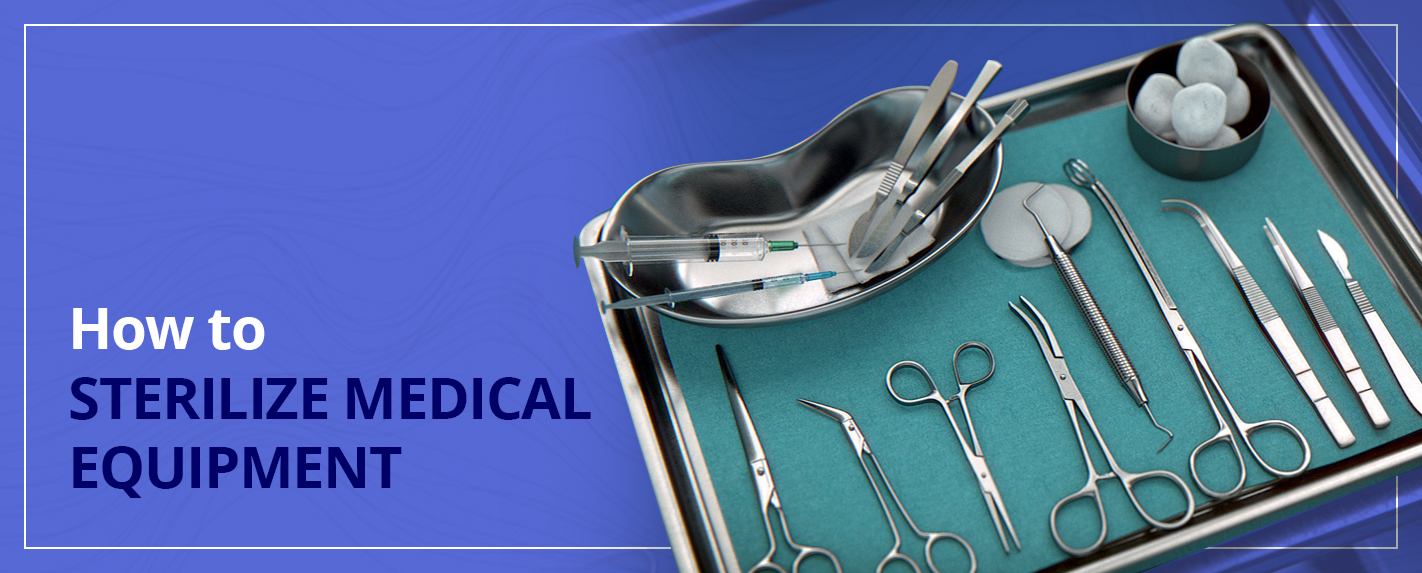 How to
STERILIZE MEDICAL
EQUIPMENT